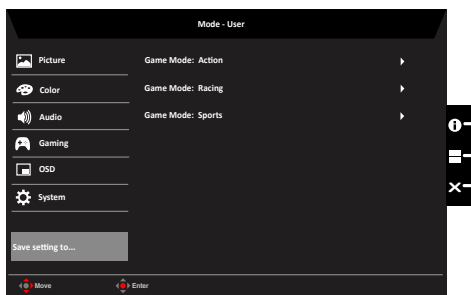 Mode - User
Picture
Game Mode: Action
Color
Game Mode: Racing
Audio
Game Mode: Sports
Gaming
OSD
System
Save setting to...
Move
Enter